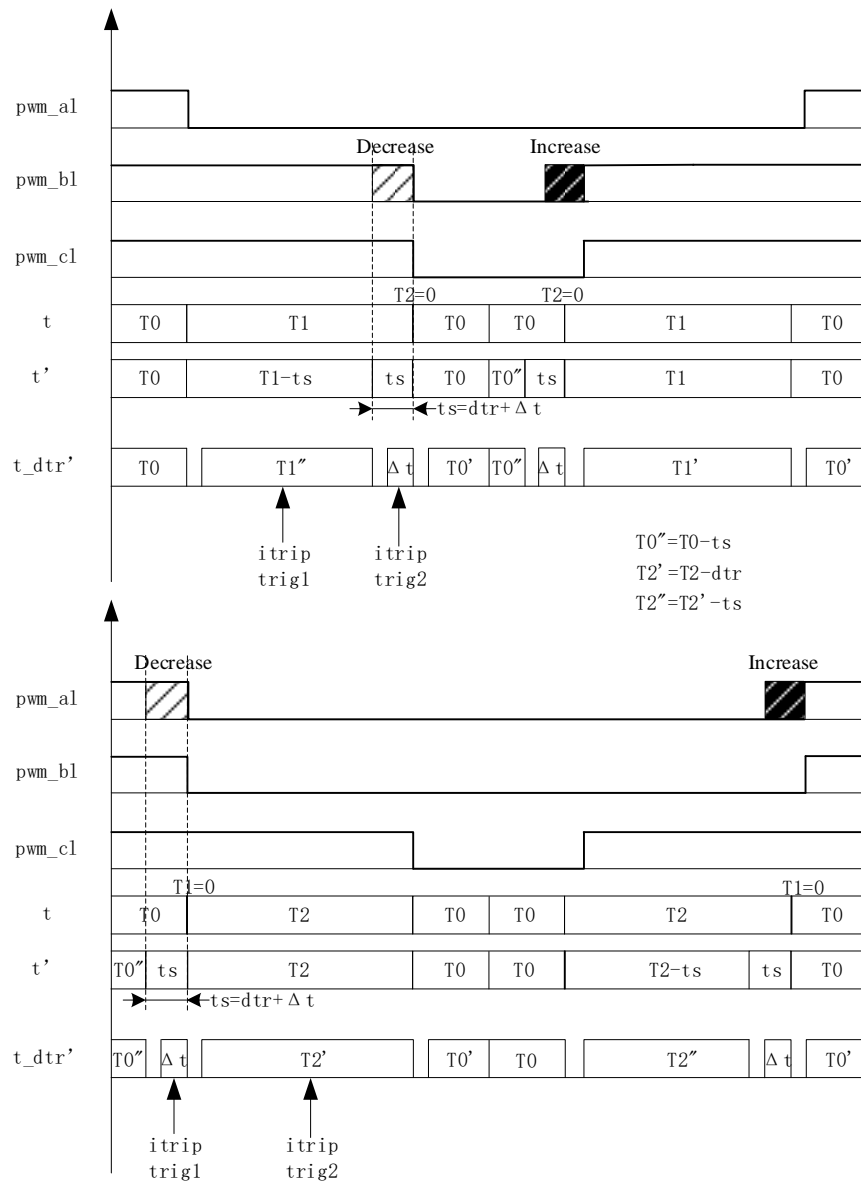 pwm_al
Decrease Increase
pwm_bl
pwm_cl
T2=0 T2=0
t T0 T1 T0 T0 T1 T0
t' T0 T1-ts ts T0 T0" ts T1 T0
ts=dtr+Δt
t_dtr' T0 T1" Δt T0' T0" Δt T1' T0'
itrip itrip
trig1 trig2
T0"=T0-ts
T2'=T2-dtr
T2"=T2'-ts
Decrease Increase
pwm_al
pwm_bl
pwm_cl
T1=0 T1=0
t T0 T2 T0 T0 T2 T0
t' T0" ts T2 T0 T0 T2-ts ts T0
ts=dtr+Δt
t_dtr' T0" Δt T2' T0' T0 T2" Δt T0'
itrip itrip
trig1 trig2